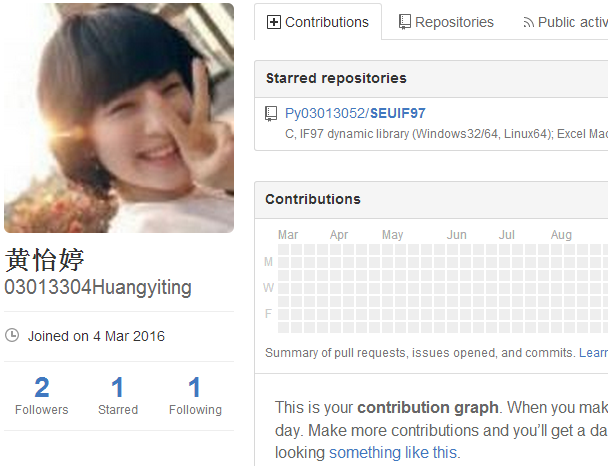 Contributions
Repositories
Public activ
Starred repositories
Py03013052/SEUIF97
C, IF97 dynamic library (Windows32/64, Linux64); Excel Mac
Contributions
Mar Apr May Jun Jul Aug
M
W
F
Summary of pull requests, issues opened, and commits. Learn
This is your contribution graph. When you mak
day. Make more contributions and you'll get a da
looking something like this.
黄怡婷
03013304Huangyiting
Joined on 4 Mar 2016
2 1 1
Followers Starred Following